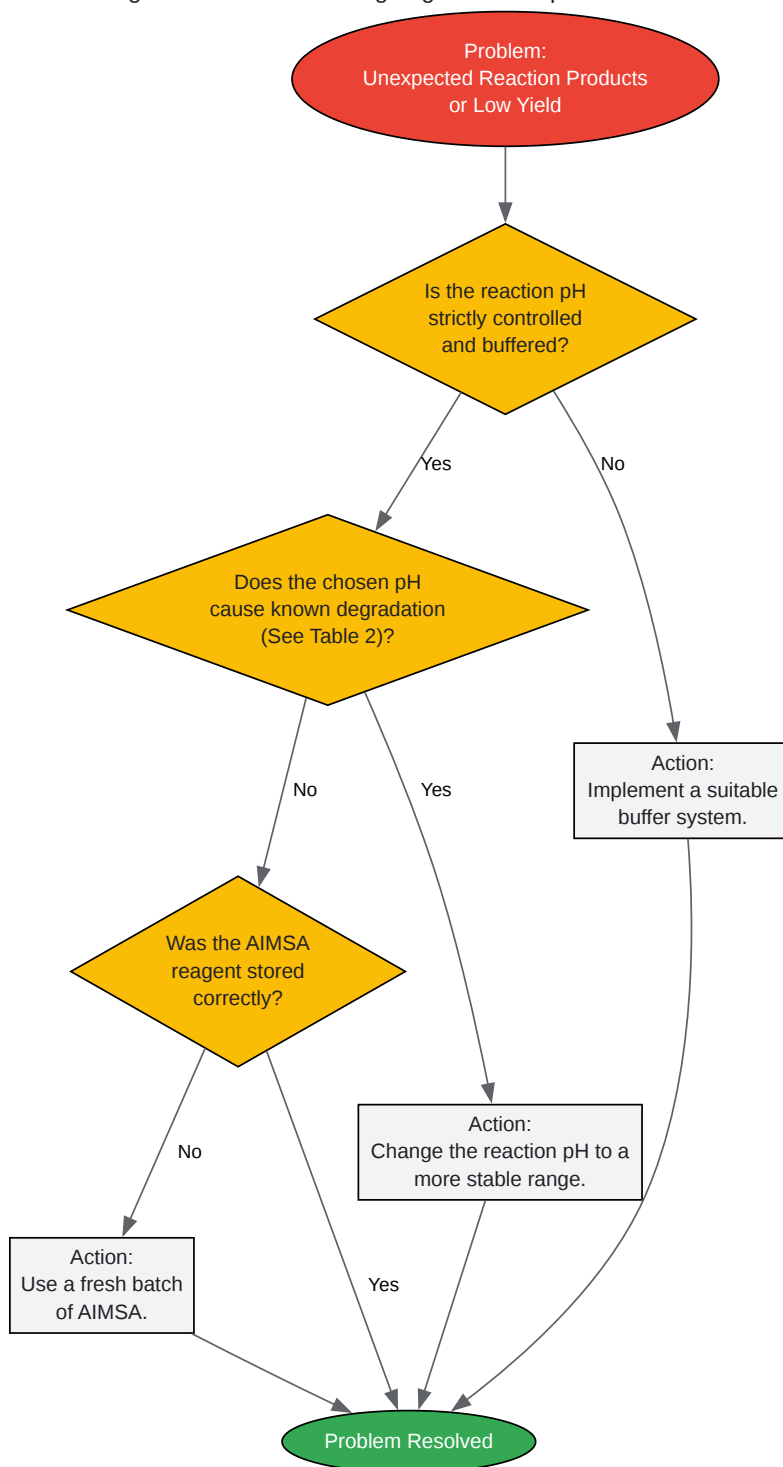 Problem:
Unexpected Reaction Products
or Low Yield
Is the reaction pH
strictly controlled
and buffered?
Yes
No
Does the chosen pH
cause known degradation
(See Table 2)?
Action:
Implement a suitable
buffer system.
No
Yes
Was the AIMSA
reagent stored
correctly?
Action:
Change the reaction pH to a
more stable range.
No
Yes
Action:
Use a fresh batch
of AIMSA.
Problem Resolved